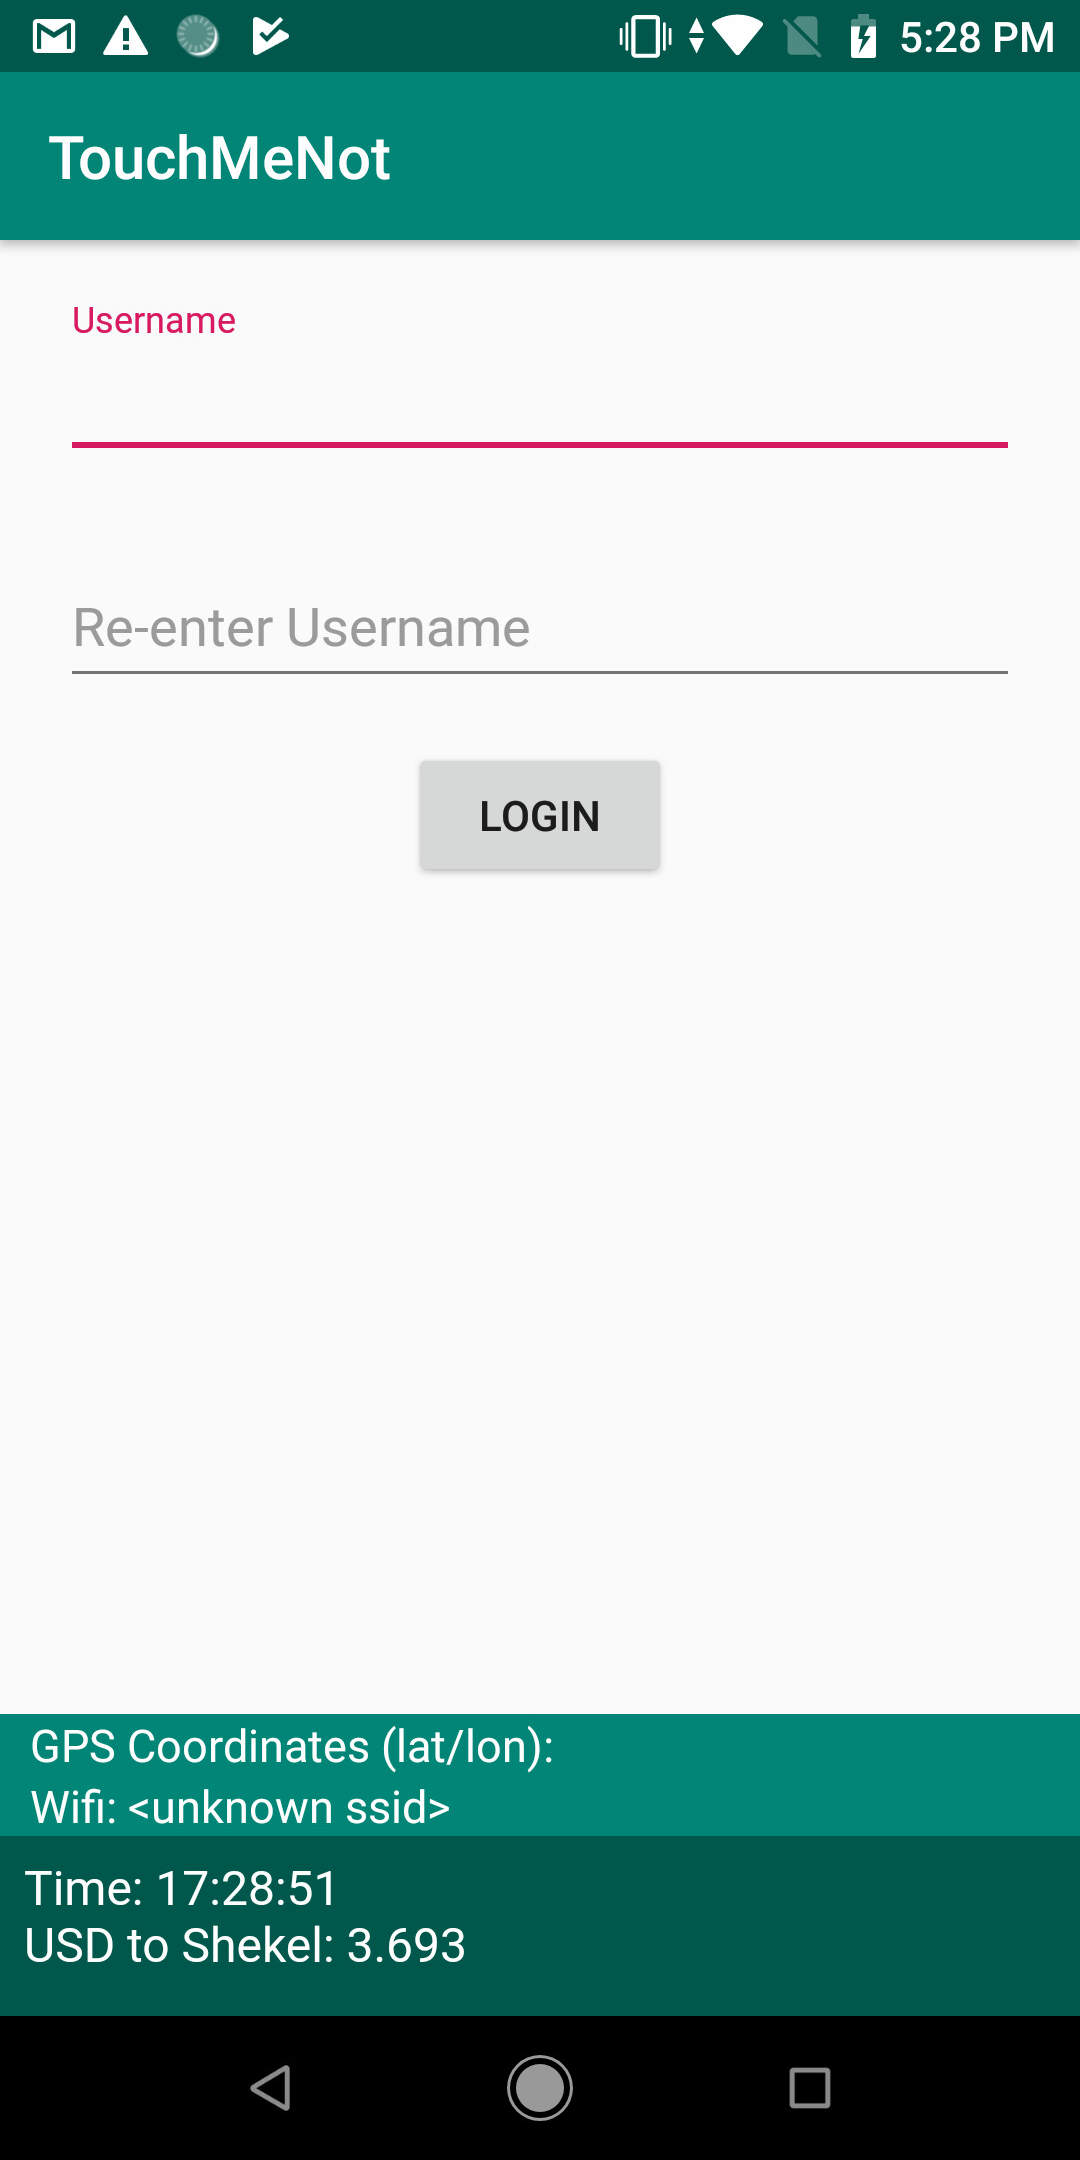 5:28 PM
TouchMeNot
Username
Re-enter Username
LOGIN
GPS Coordinates (lat/lon):
Wifi: <unknown ssid>
Time: 17:28:51
USD to Shekel: 3.693